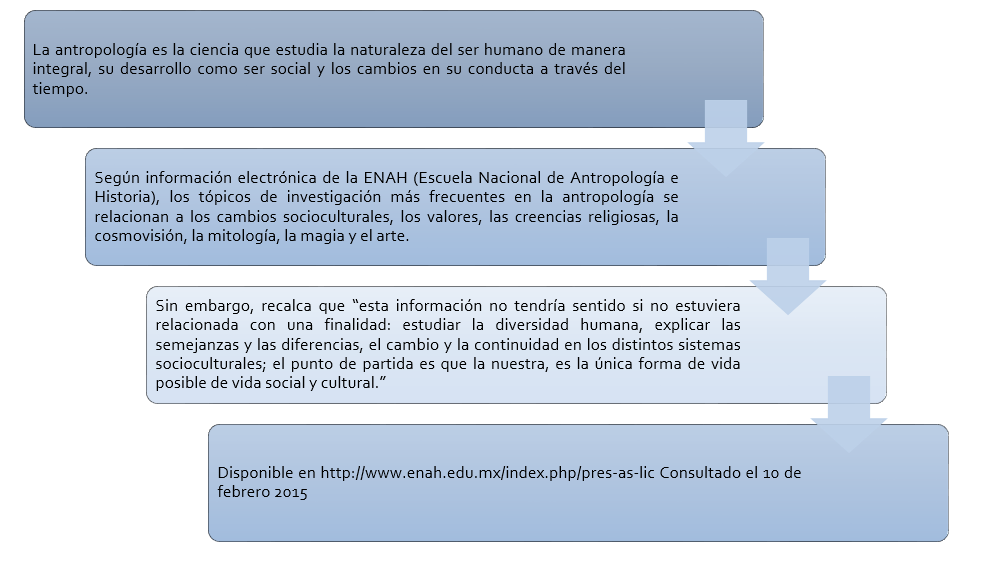 La antropología es la ciencia que estudia la naturaleza del ser humano de manera
integral, su desarrollo como ser social y los cambios en su conducta a través del
tiempo.
Según información electrónica de la ENAH (Escuela Nacional de Antropología e
Historia), los tópicos de investigación más frecuentes en la antropología se
relacionan a los cambios socioculturales, los valores, las creencias religiosas, la
cosmovisión, la mitología, la magia y el arte.
Sin embargo, recalca que “esta información no tendría sentido si no estuviera
relacionada con una finalidad: estudiar la diversidad humana, explicar las
semejanzas y las diferencias, el cambio y la continuidad en los distintos sistemas
socioculturales; el punto de partida es que la nuestra, es la única forma de vida
posible de vida social y cultural.”
Disponible en http://www.enah.edu.mx/index.php/pres-as-lic Consultado el 10 de
febrero 2015